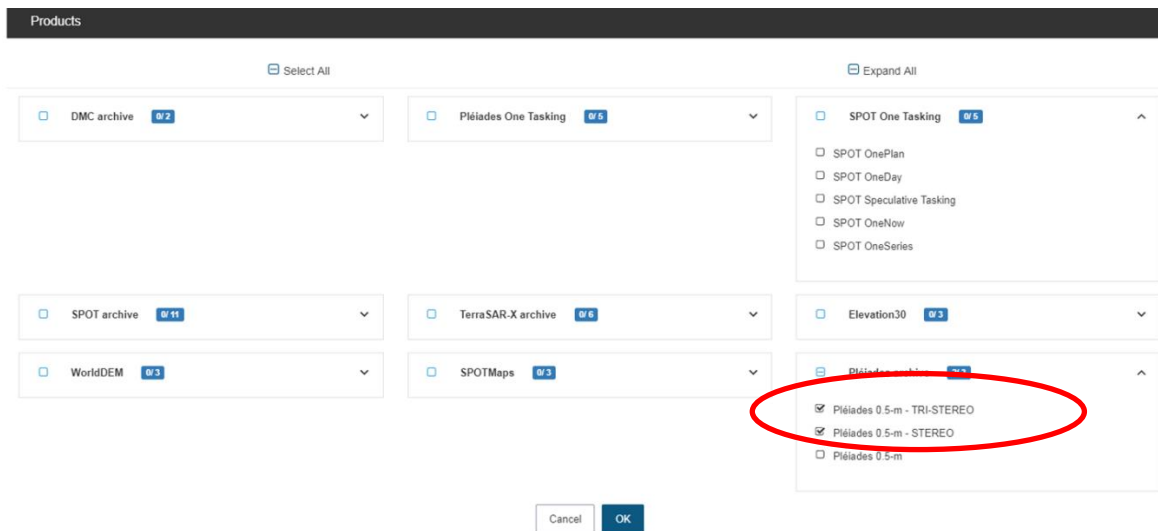 Products
Select All Expand All
DMC archive 0/2 Pléiades One Tasking 0/5 SPOT One Tasking 0/5
SPOT OnePlan
SPOT OneDay
SPOT Speculative Tasking
SPOT OneNow
SPOT OneSeries
SPOT archive 0/11 TerraSAR-X archive 0/6 Elevation30 0/3
WorldDEM 0/3 SPOTMaps 0/3 Pléiades archive
Pléiades 0.5-m - TRI-STEREO
Pléiades 0.5-m - STEREO
Pléiades 0.5-m
Cancel OK